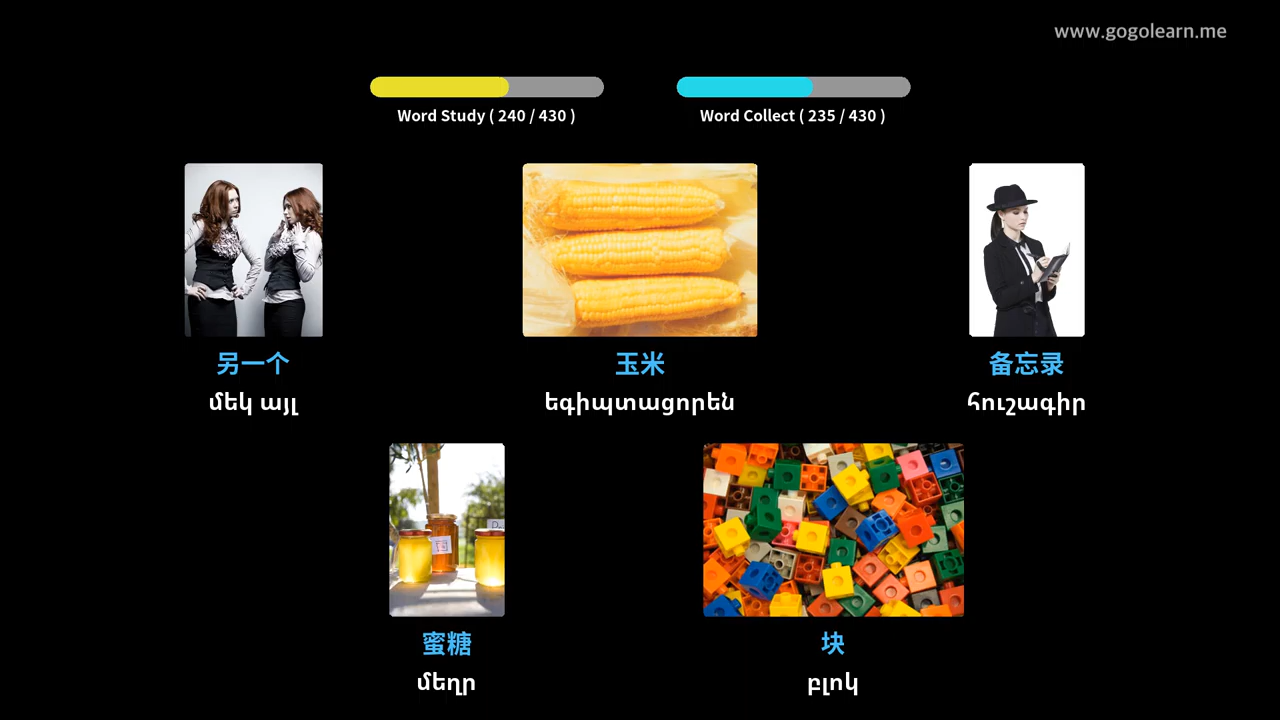 www.gogolearn.me
Word Study ( 240 / 430 )
Word Collect ( 235 / 430 )
另一个
մեկ այլ
玉米
եգիպտացորեն
备忘录
հուշագիր
蜜糖
մեղր
块
բլոկ